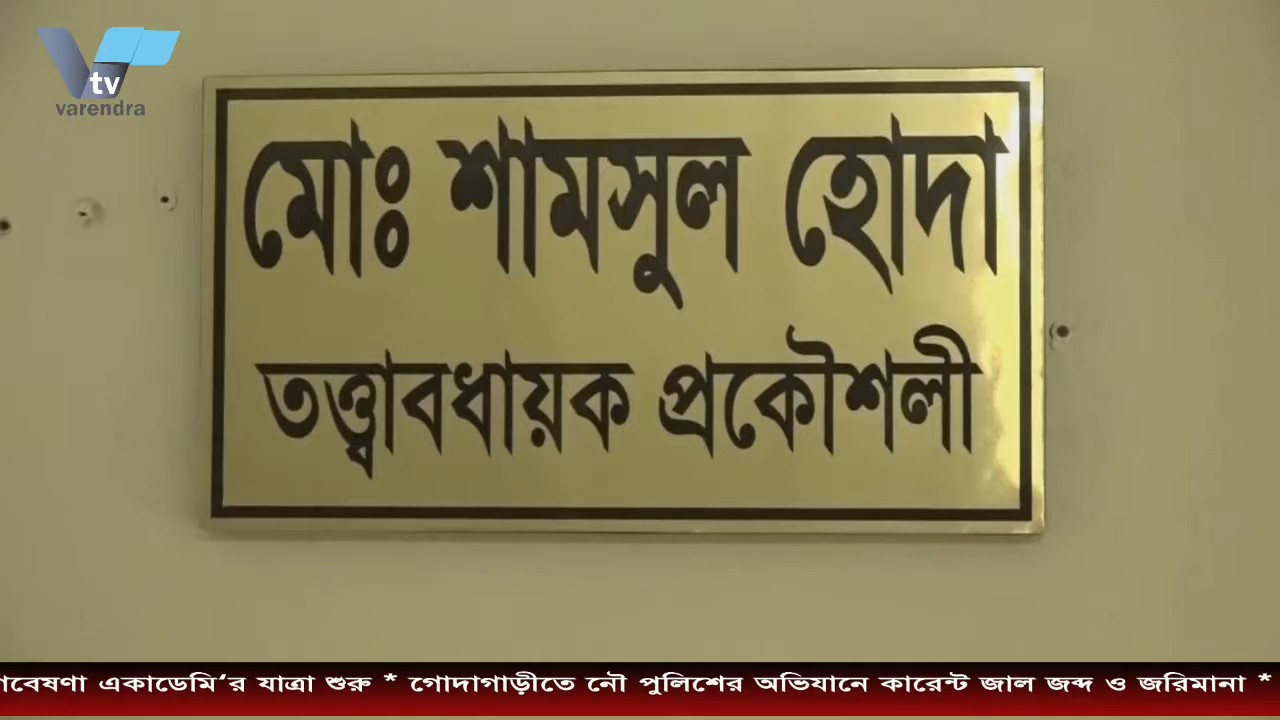 tv
varendra
মোঃ শামসুল হোদা
তত্ত্বাবধায়ক প্রকৌশলী
একাডেমি'র যাত্রা শুরু * গোদাগাড়ীতে নৌ পুলিশের অভিযানে কারেন্ট জাল জব্দ ও জরিমানা *